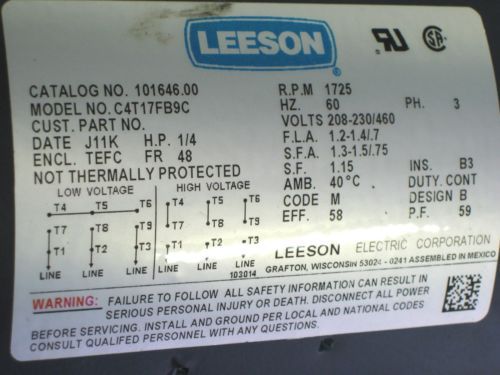 LEESON
CATALOG NO. 101646.00
MODEL NO. C4T17FB9C
CUST. PART NO.
DATE J11K H.P. 1/4
ENCL. TEFC FR 48
NOT THERMALLY PROTECTED
R.P.M 1725
HZ. 60 PH. 3
VOLTS 208-230/460
F.L.A. 1.2-1.4/.7
S.F.A. 1.3-1.5/.75
S.F. 1.15 INS. B3
AMB. 40°C DUTY. CONT
CODE M DESIGN B
EFF. 58 P.F. 59
LOW VOLTAGE
T4 T5 T6
T7 T8 T9
T1 T2 T3
LINE LINE LINE
HIGH VOLTAGE
T4 T5 T6
T7 T8 T9
T1 T2 T3
LINE LINE LINE
103014
LEESON ELECTRIC CORPORATION
GRAFTON, WISCONSIN 53024 - 0241 ASSEMBLED IN MEXICO
WARNING: FAILURE TO FOLLOW ALL SAFETY INFORMATION CAN RESULT IN
SERIOUS PERSONAL INJURY OR DEATH. DISCONNECT ALL POWER
BEFORE SERVICING. INSTALL AND GROUND PER LOCAL AND NATIONAL CODES
CONSULT QUALIFED PERSONNEL WITH ANY QUESTIONS.